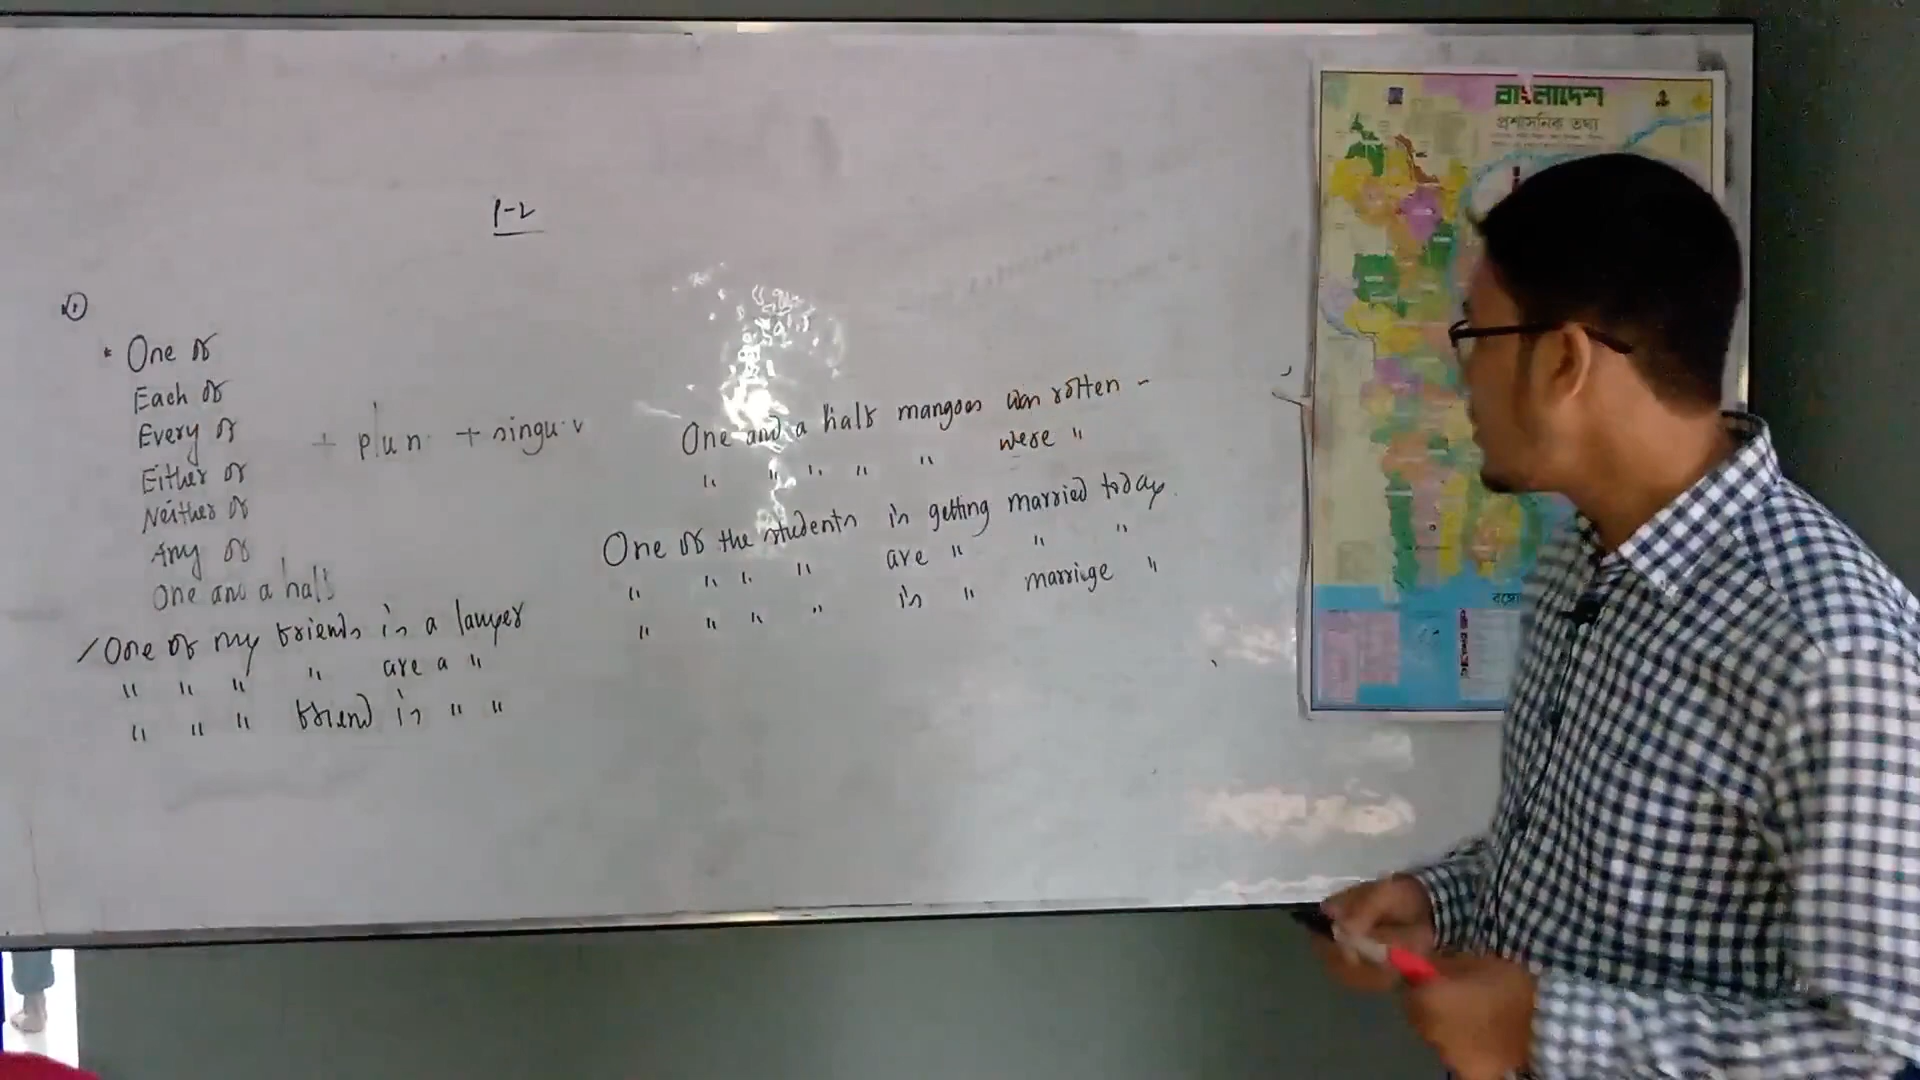 1-2
①
* One of
Each of
Every of
Either of
Neither of
Any of
One and a half
+ plu n + singu v
/ One of my friends is a lawyer
" " " " are a "
" " " friend is " "
One and a half mangoes was rotten -
" " " " " were "
One of the students is getting married today.
" " " " are " " "
" " " " is " marriage "
বাংলাদেশ
প্রশাসনিক তথ্য